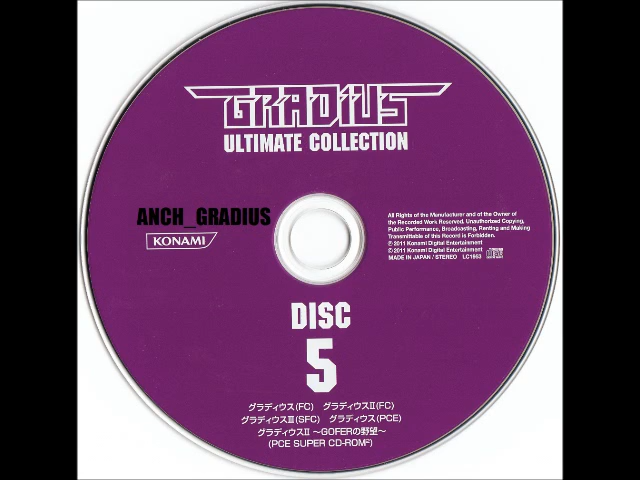 GRADIUS
ULTIMATE COLLECTION
ANCH_GRADIUS
KONAMI
All Rights of the Manufacturer and of the Owner of
the Recorded Work Reserved. Unauthorized Copying,
Public Performance, Broadcasting, Renting and Making
Transmittable of this Record is Forbidden.
℗ 2011 Konami Digital Entertainment
© 2011 Konami Digital Entertainment
MADE IN JAPAN / STEREO LC1953
DISC
5
グラディウス(FC) グラディウスⅡ(FC)
グラディウスⅢ(SFC) グラディウス(PCE)
グラディウスⅡ ～GOFERの野望～
(PCE SUPER CD-ROM²)